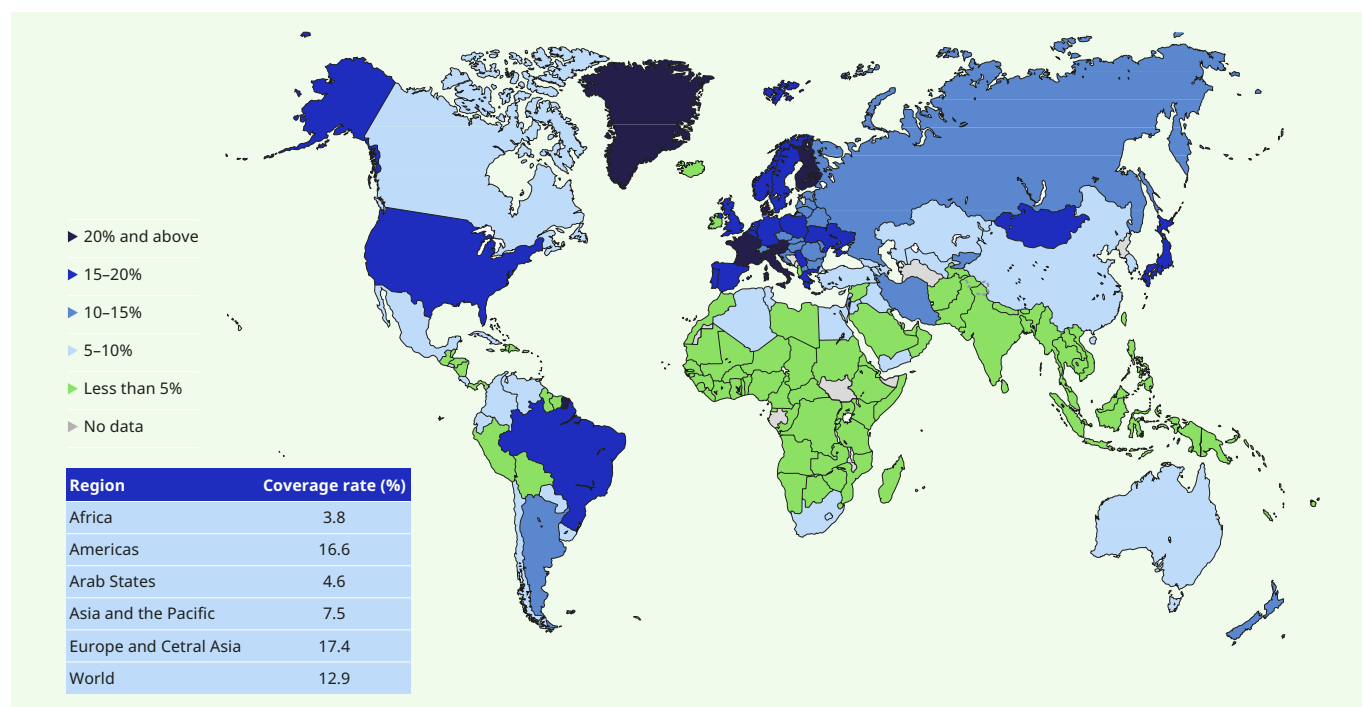 20% and above
15–20%
10–15%
5–10%
Less than 5%
No data
Region Coverage rate (%)
Africa 3.8
Americas 16.6
Arab States 4.6
Asia and the Pacific 7.5
Europe and Cetral Asia 17.4
World 12.9